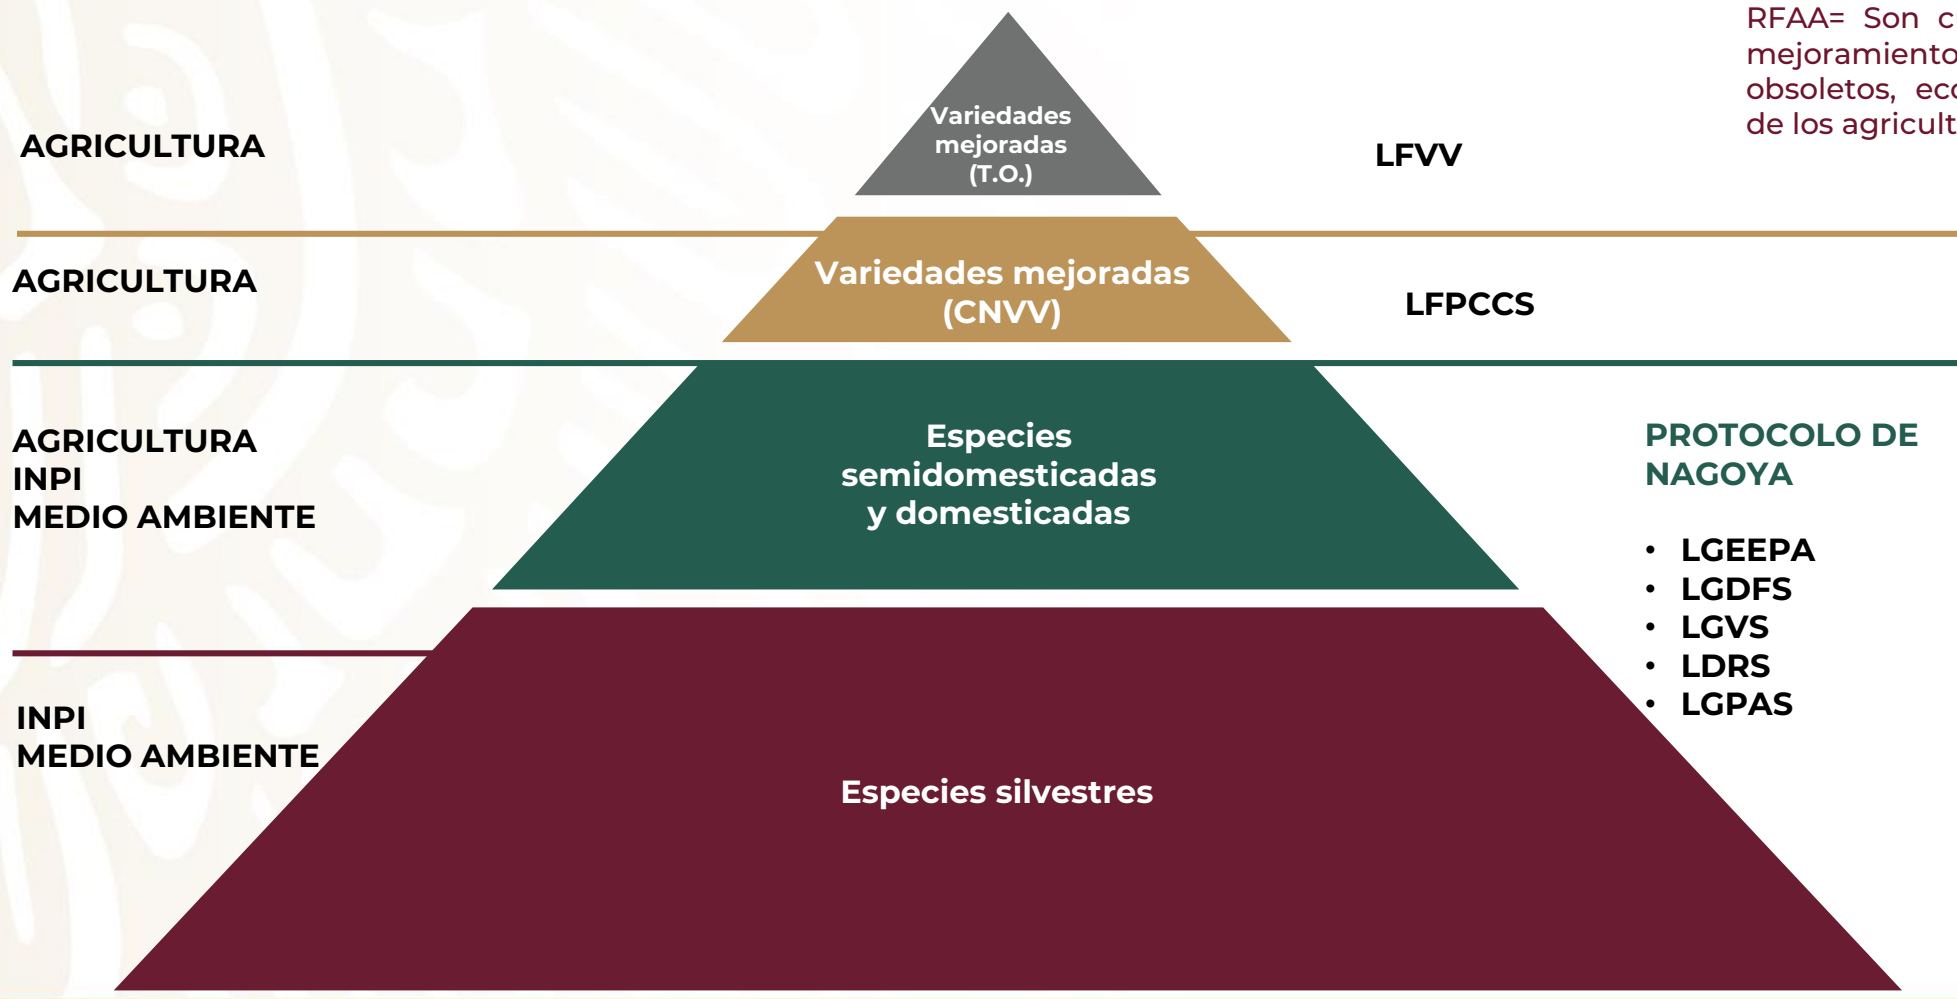 RFAA= Son
mejoramiento
obsoletos,
de los
AGRICULTURA
Variedades
mejoradas
(T.O.)
LFVV
AGRICULTURA
Variedades mejoradas
(CNVV)
LFPCCS
AGRICULTURA
INPI
MEDIO AMBIENTE
Especies
semidomesticadas
y domesticadas
PROTOCOLO DE
NAGOYA
• LGEEPA
• LGDFS
• LGVS
• LDRS
• LGPAS
INPI
MEDIO AMBIENTE
Especies silvestres